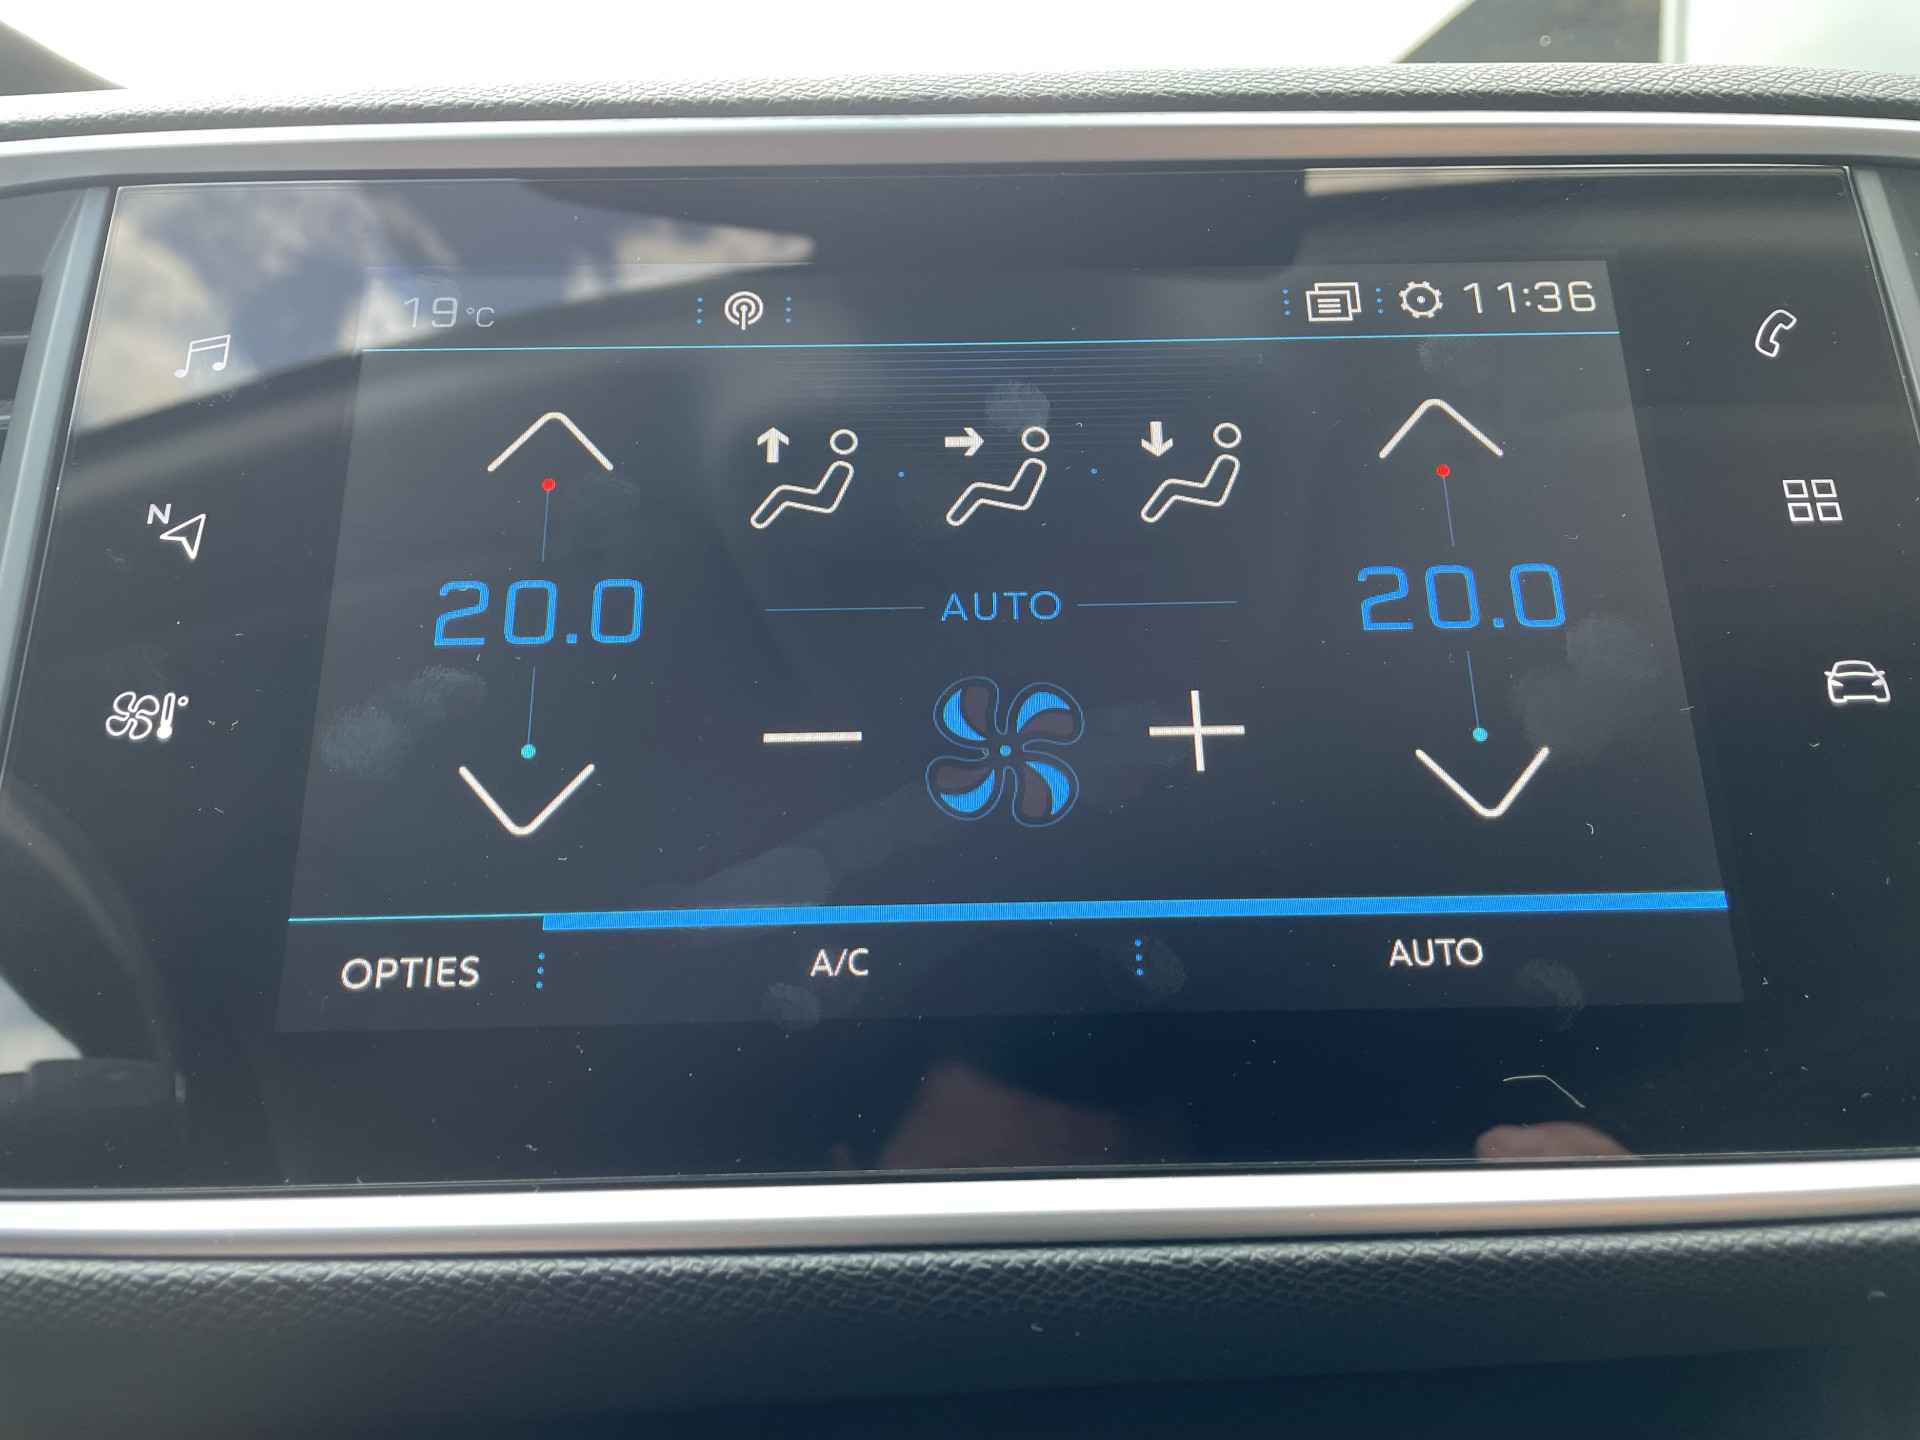 19 °C 11:36
N
20.0 AUTO 20.0
OPTIES A/C AUTO